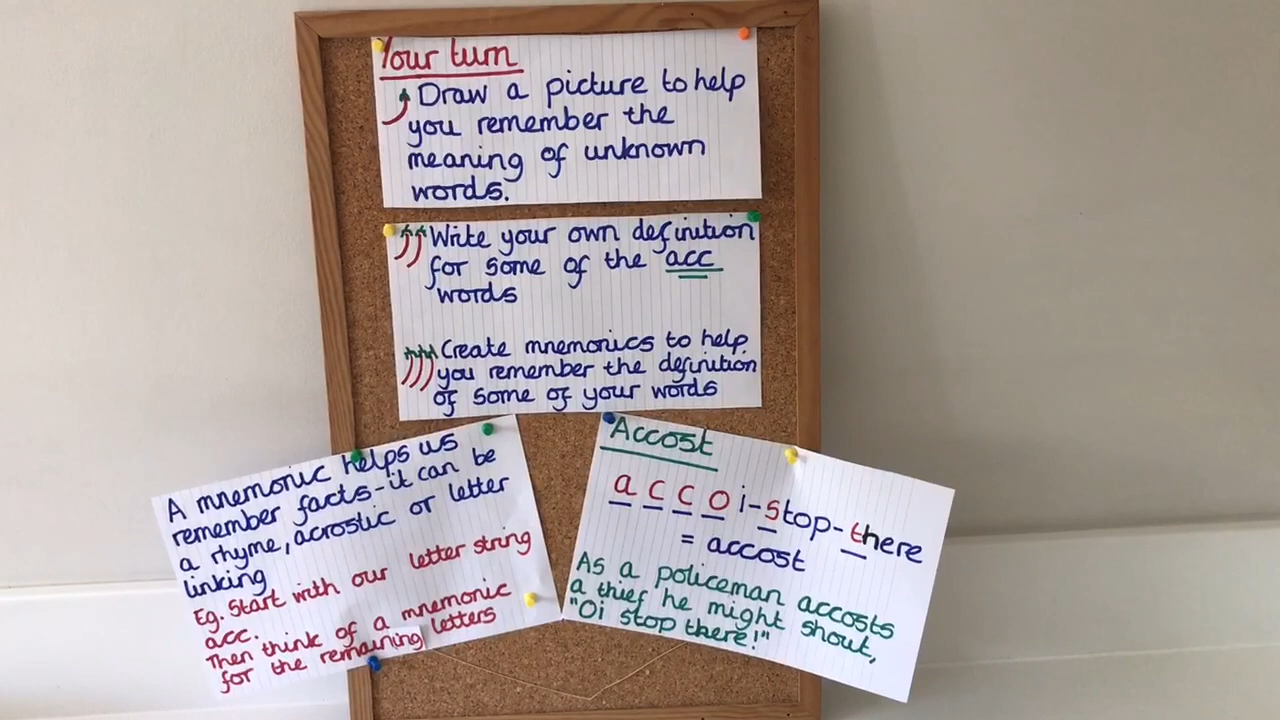 Your turn
Draw a picture to help
you remember the
meaning of unknown
words.
Write your own definition
for some of the acc
words
Create mnemonics to help
you remember the definition
of some of your words
A mnemonic helps us
remember facts - it can be
a rhyme, acrostic or letter
linking
Eg. Start with our letter string
acc.
Then think of a mnemonic
for the remaining letters
Accost
a c c o i - stop - there
= accost
As a policeman accosts
a thief he might shout,
"Oi stop there!"